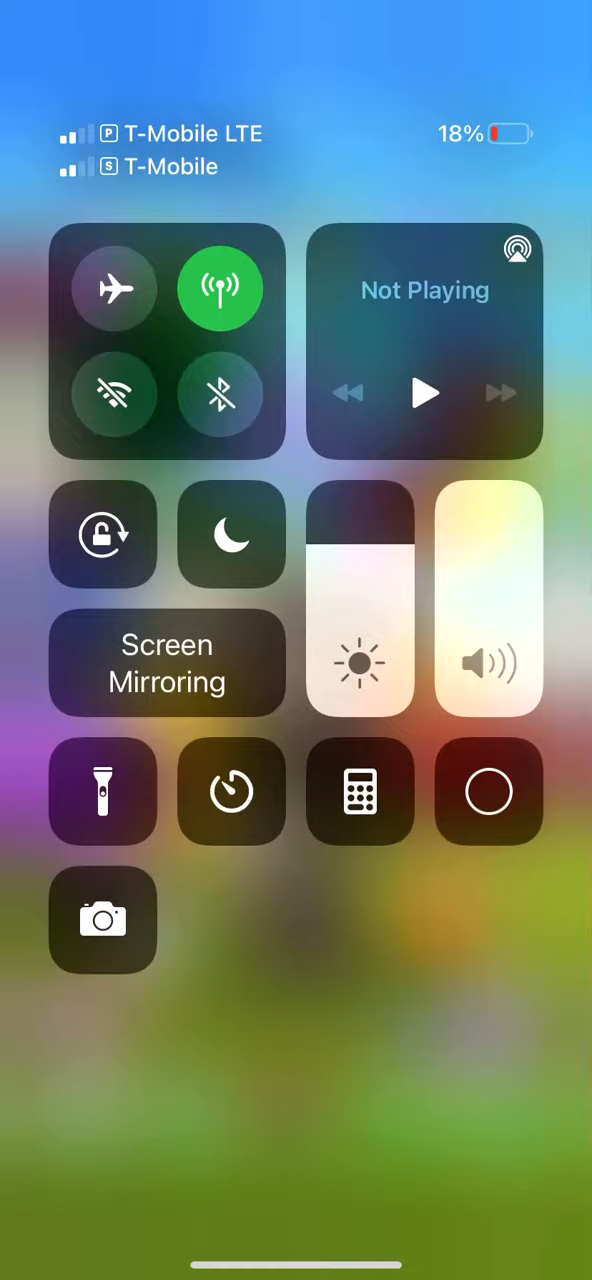 P T-Mobile LTE
18%
S T-Mobile
Not Playing
Screen
Mirroring